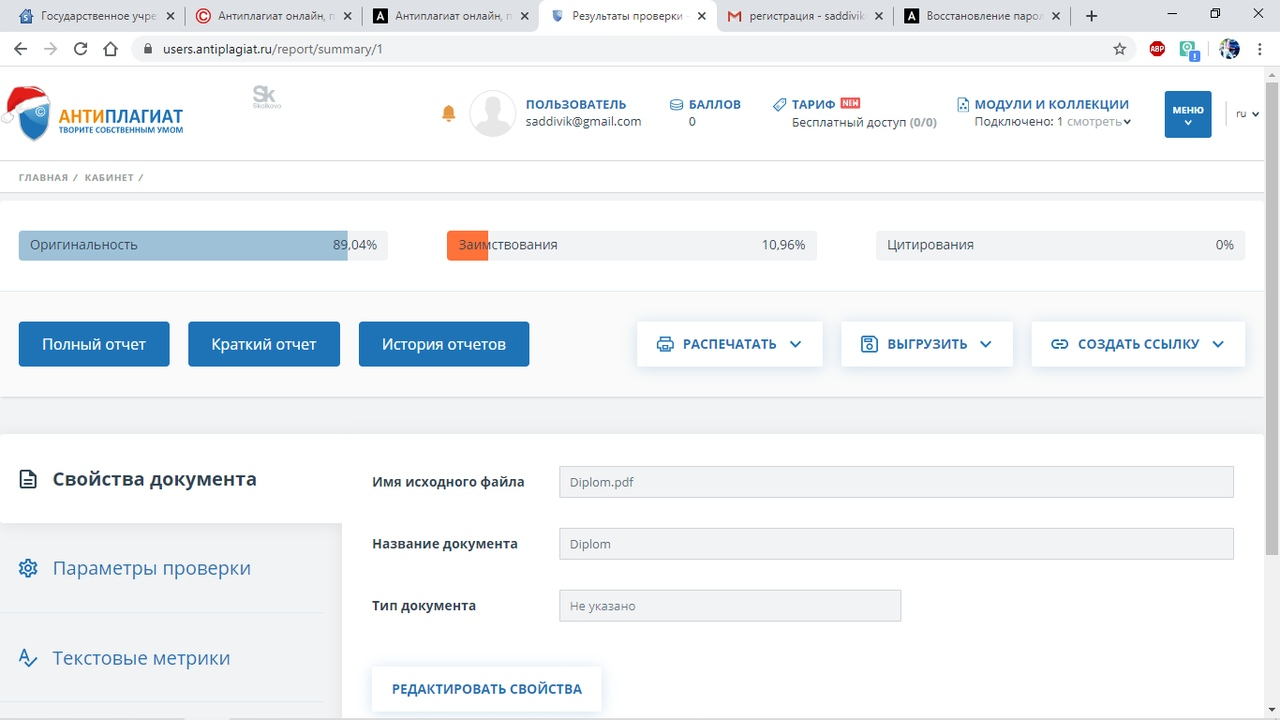 Государственное учре
Антиплагиат онлайн, п
Антиплагиат онлайн, п
Результаты проверки -
регистрация - saddivik
Восстановление парол
users.antiplagiat.ru/report/summary/1
ABP
АНТИПЛАГИАТ
ТВОРИТЕ СОБСТВЕННЫМ УМОМ
Sk
Skolkovo
ПОЛЬЗОВАТЕЛЬ
saddivik@gmail.com
БАЛЛОВ
0
ТАРИФ NEW
Бесплатный доступ (0/0)
МОДУЛИ И КОЛЛЕКЦИИ
Подключено: 1 смотреть
МЕНЮ
ru
ГЛАВНАЯ / КАБИНЕТ /
Оригинальность 89,04%
Заимствования 10,96%
Цитирования 0%
Полный отчет
Краткий отчет
История отчетов
РАСПЕЧАТАТЬ
ВЫГРУЗИТЬ
СОЗДАТЬ ССЫЛКУ
Свойства документа
Параметры проверки
Текстовые метрики
Имя исходного файла Diplom.pdf
Название документа Diplom
Тип документа Не указано
РЕДАКТИРОВАТЬ СВОЙСТВА